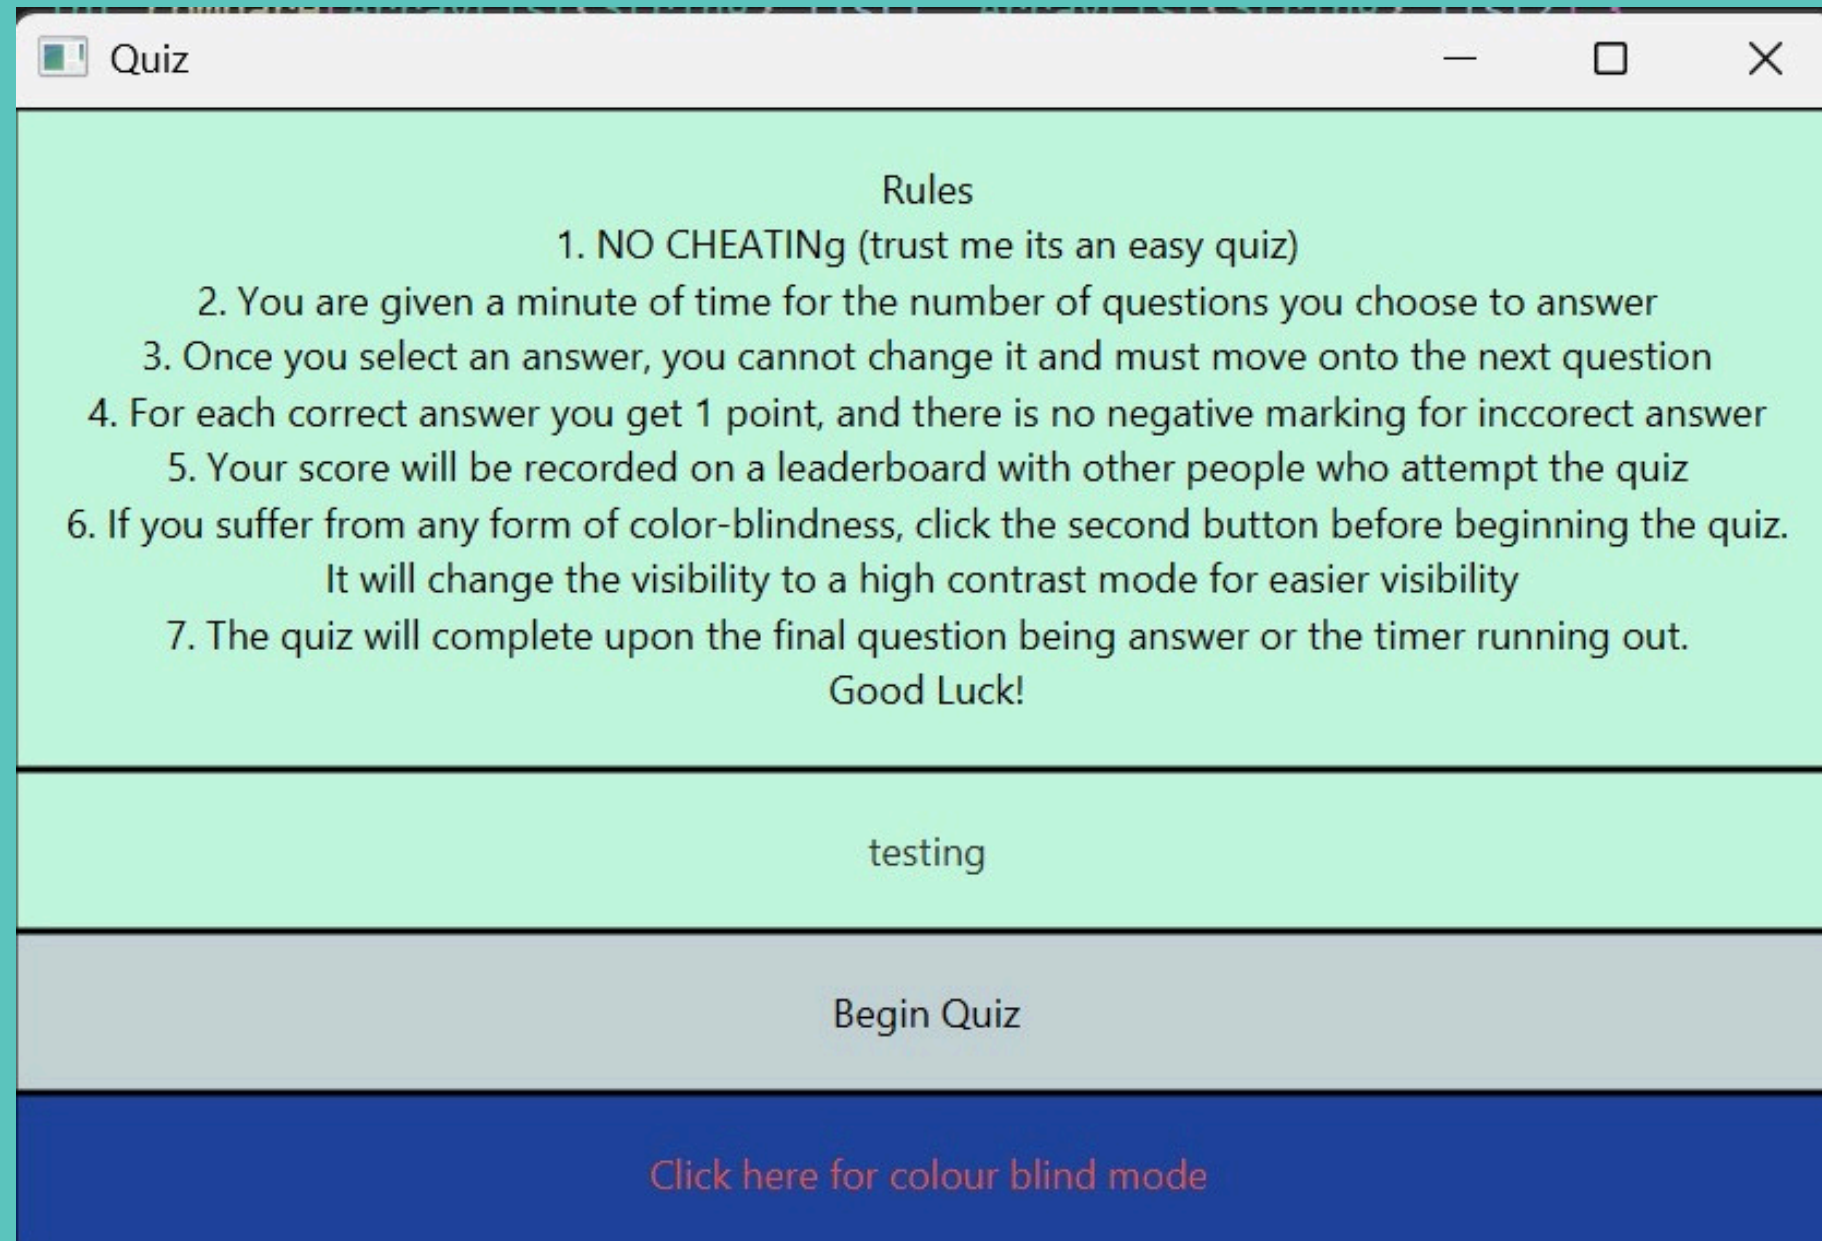 Quiz
Rules
1. NO CHEATINg (trust me its an easy quiz)
2. You are given a minute of time for the number of questions you choose to answer
3. Once you select an answer, you cannot change it and must move onto the next question
4. For each correct answer you get 1 point, and there is no negative marking for inccorect answer
5. Your score will be recorded on a leaderboard with other people who attempt the quiz
6. If you suffer from any form of color-blindness, click the second button before beginning the quiz.
It will change the visibility to a high contrast mode for easier visibility
7. The quiz will complete upon the final question being answer or the timer running out.
Good Luck!
testing
Begin Quiz
Click here for colour blind mode